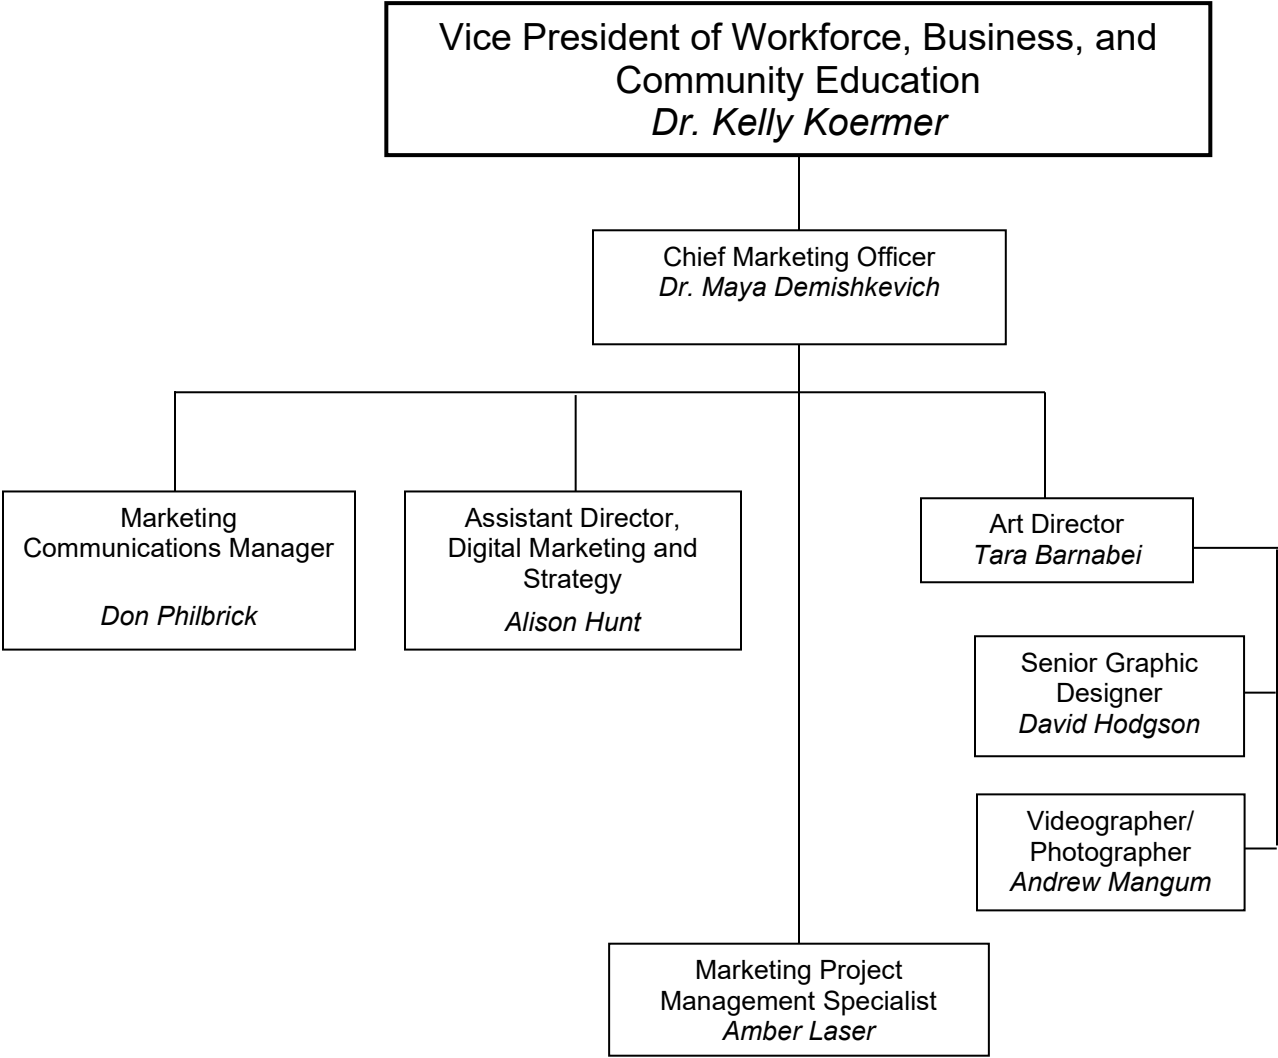 Vice President of Workforce, Business, and
Community Education
Dr. Kelly Koermer
Chief Marketing Officer
Dr. Maya Demishkevich
Marketing
Communications Manager
Don Philbrick
Assistant Director,
Digital Marketing and
Strategy
Alison Hunt
Art Director
Tara Barnabei
Senior Graphic
Designer
David Hodgson
Videographer/
Photographer
Andrew Mangum
Marketing Project
Management Specialist
Amber Laser